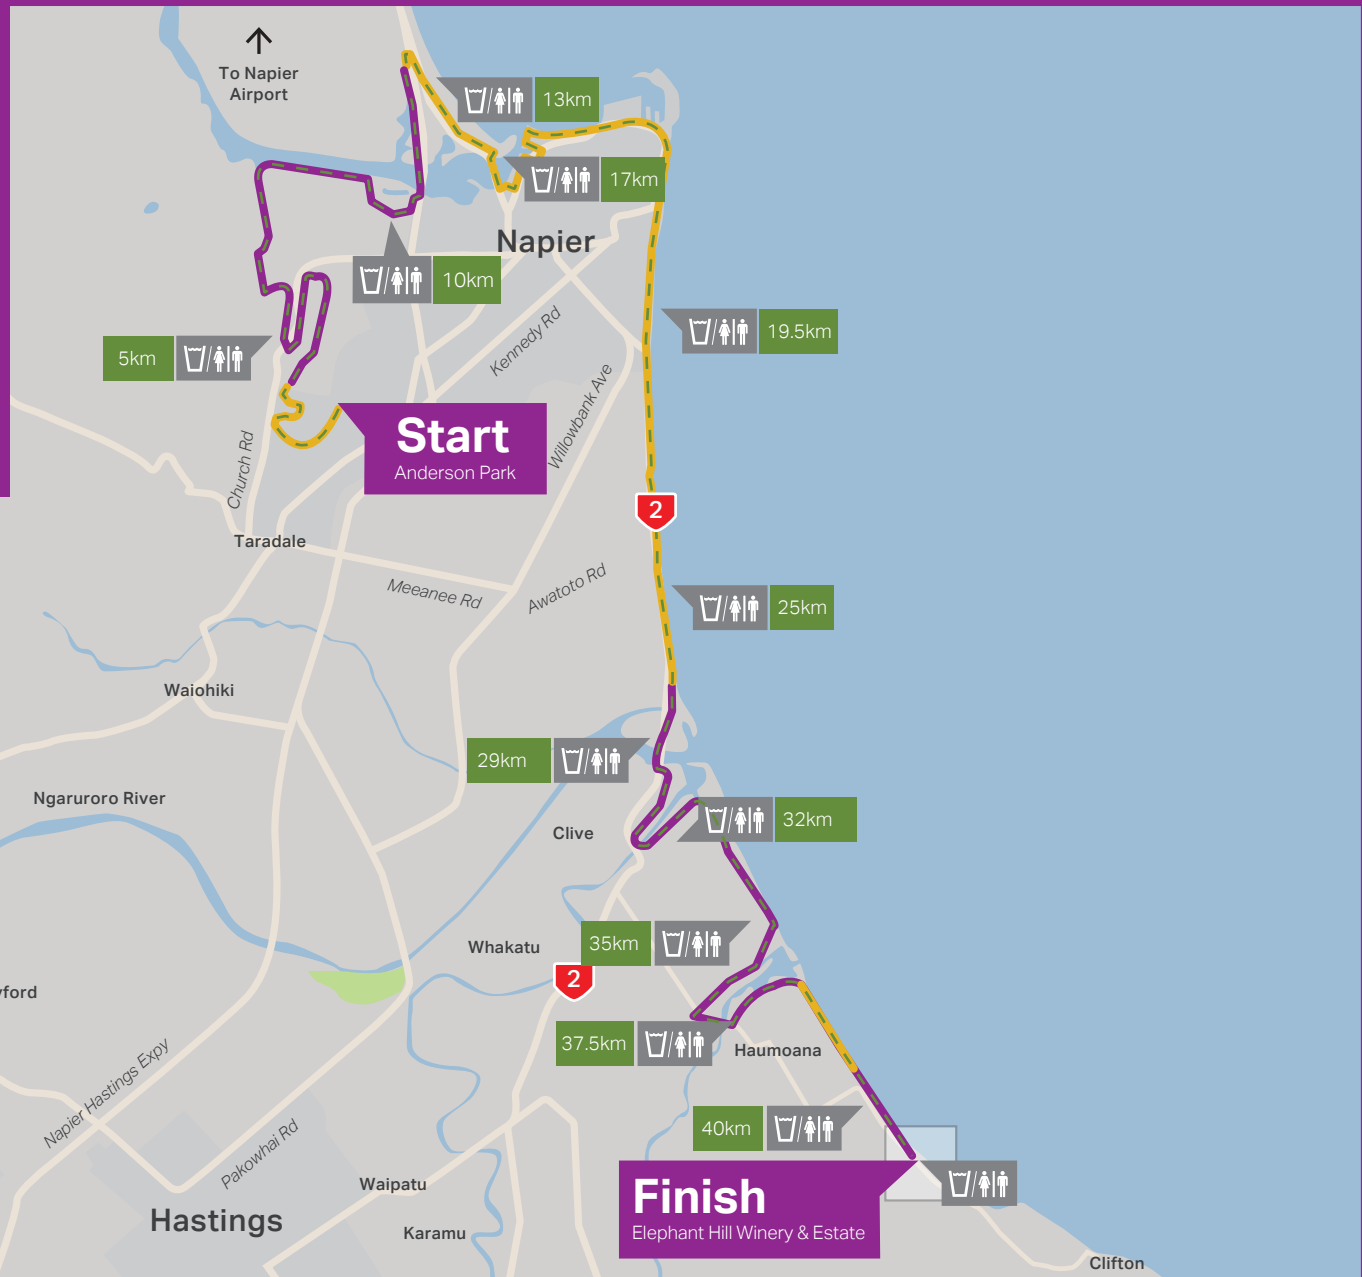 To Napier
Airport
13km
17km
Napier
10km
19.5km
Kennedy Rd
5km
Willowbank Ave
Start
Anderson Park
Church Rd
2
Taradale
Meeanee Rd
Awatoto Rd
25km
Waiohiki
29km
Ngaruroro River
32km
Clive
35km
Whakatu
2
yford
37.5km
Haumoana
Napier Hastings Expy
40km
Pakowhai Rd
Waipatu
Finish
Elephant Hill Winery & Estate
Hastings
Karamu
Clifton